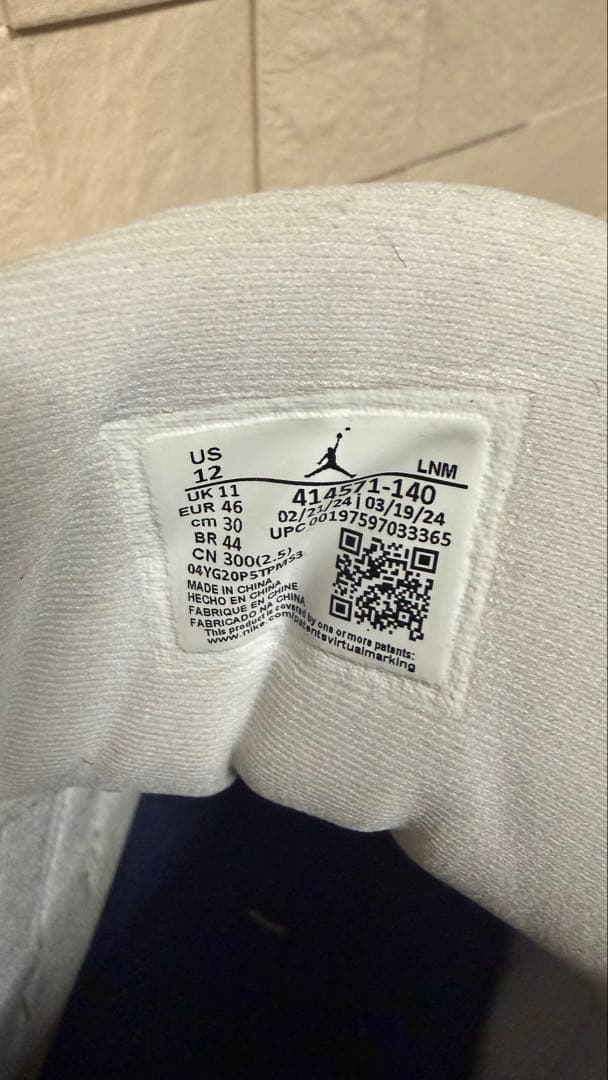 US
12
LNM
UK 11
EUR 46
cm 30
BR 44
CN 300(2.5)
04YG20P5TPMS3
414571-140
02/21/24 | 03/19/24
UPC 00197597033365
MADE IN CHINA
HECHO EN CHINA
FABRIQUE EN CHINE
FABRICADO NA CHINA
This product is covered by one or more patents:
www.nike.com/patentsvirtualmarking